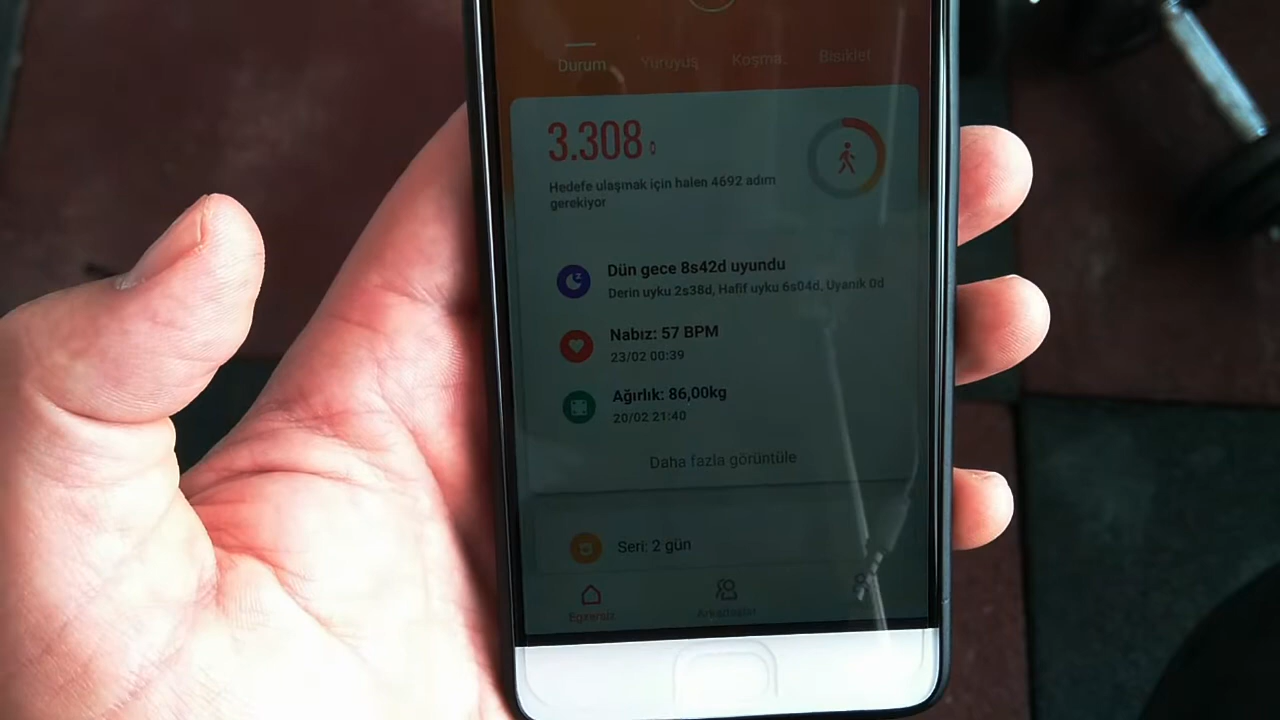 Durum
Yürüyüş
Koşma
Bisiklet
3.308
Hedefe ulaşmak için halen 4692 adım
gerekiyor
Dün gece 8s42d uyundu
Derin uyku 2s38d, Hafif uyku 6s04d, Uyanık 0d
Nabız: 57 BPM
23/02 00:39
Ağırlık: 86,00kg
20/02 21:40
Daha fazla görüntüle
Seri: 2 gün
Egzersiz
Arkadaşlar